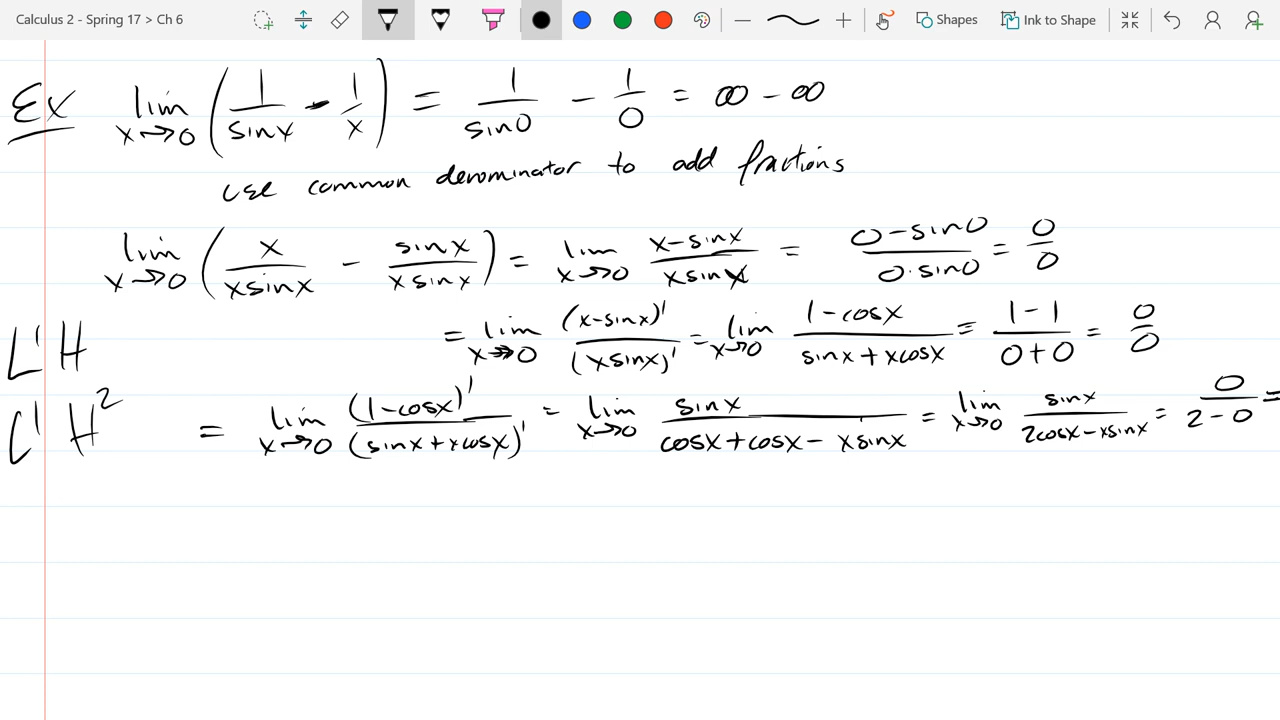 Calculus 2 - Spring 17 > Ch 6 Shapes Ink to Shape
Ex lim x→0 (1/sinx - 1/x) = 1/sin0 - 1/0 = ∞ - ∞
use common denominator to add fractions
lim x→0 (x/xsinx - sinx/xsinx) = lim x→0 x-sinx/xsinx = 0-sin0/0·sin0 = 0/0
L'H = lim x→0 (x-sinx)'/(xsinx)' = lim x→0 1-cosx/sinx+xcosx = 1-1/0+0 = 0/0
L'H² = lim x→0 (1-cosx)'/(sinx+xcosx)' = lim x→0 sinx/cosx+cosx-xsinx = lim x→0 sinx/2cosx-xsinx = 0/2-0 =